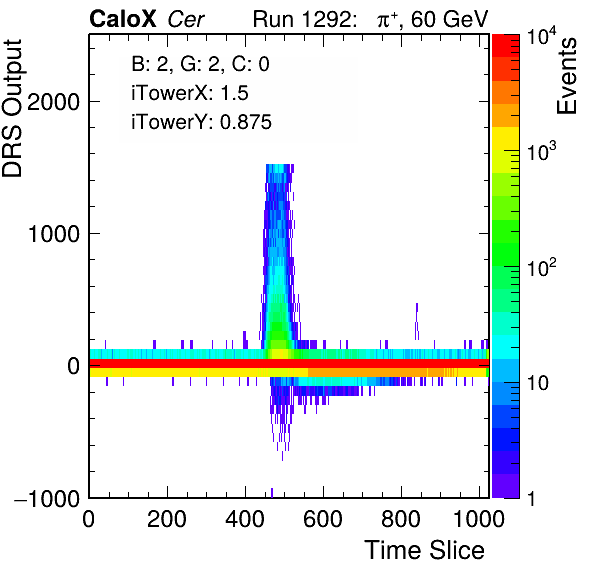 CaloX Cer Run 1292: π⁺, 60 GeV
B: 2, G: 2, C: 0
iTowerX: 1.5
iTowerY: 0.875
DRS Output
2000
1000
0
−1000
0 200 400 600 800 1000
Time Slice
Events
10⁴
10³
10²
10
1